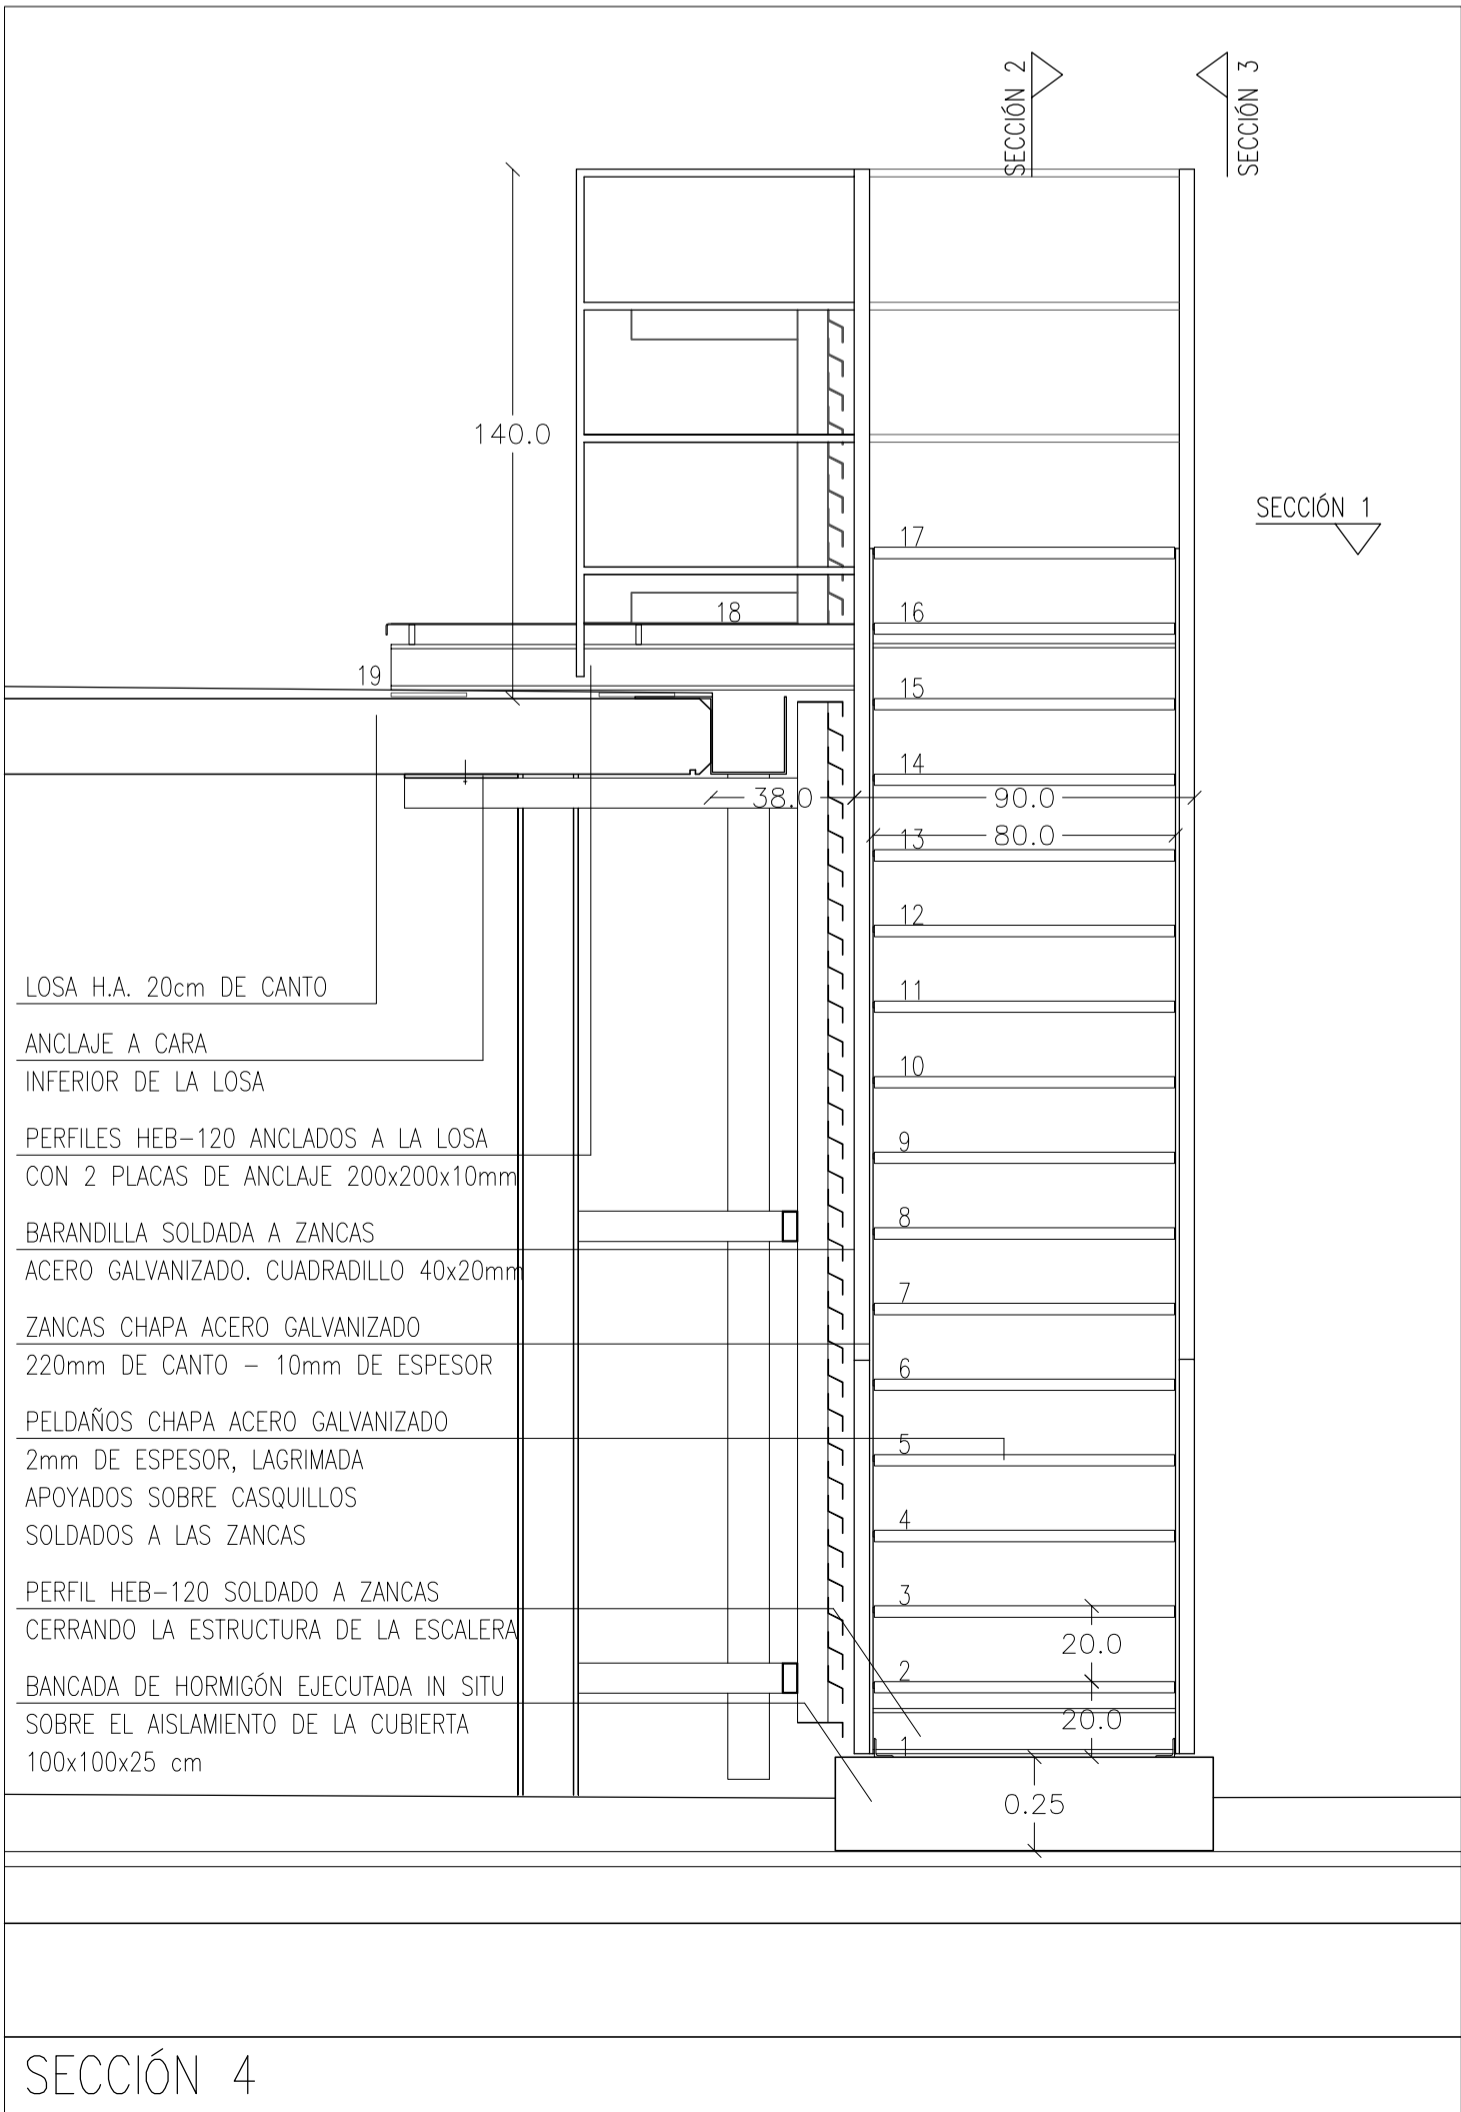 SECCIÓN 2
SECCIÓN 3
140.0
SECCIÓN 1
17
18
16
19
15
14
38.0
90.0
13
80.0
12
LOSA H.A. 20cm DE CANTO
11
ANCLAJE A CARA
INFERIOR DE LA LOSA
10
PERFILES HEB-120 ANCLADOS A LA LOSA
CON 2 PLACAS DE ANCLAJE 200x200x10mm
9
BARANDILLA SOLDADA A ZANCAS
ACERO GALVANIZADO. CUADRADILLO 40x20mm
8
7
ZANCAS CHAPA ACERO GALVANIZADO
220mm DE CANTO - 10mm DE ESPESOR
6
PELDAÑOS CHAPA ACERO GALVANIZADO
2mm DE ESPESOR, LAGRIMADA
APOYADOS SOBRE CASQUILLOS
SOLDADOS A LAS ZANCAS
5
4
PERFIL HEB-120 SOLDADO A ZANCAS
CERRANDO LA ESTRUCTURA DE LA ESCALERA
3
20.0
BANCADA DE HORMIGÓN EJECUTADA IN SITU
SOBRE EL AISLAMIENTO DE LA CUBIERTA
100x100x25 cm
2
20.0
1
0.25
SECCIÓN 4